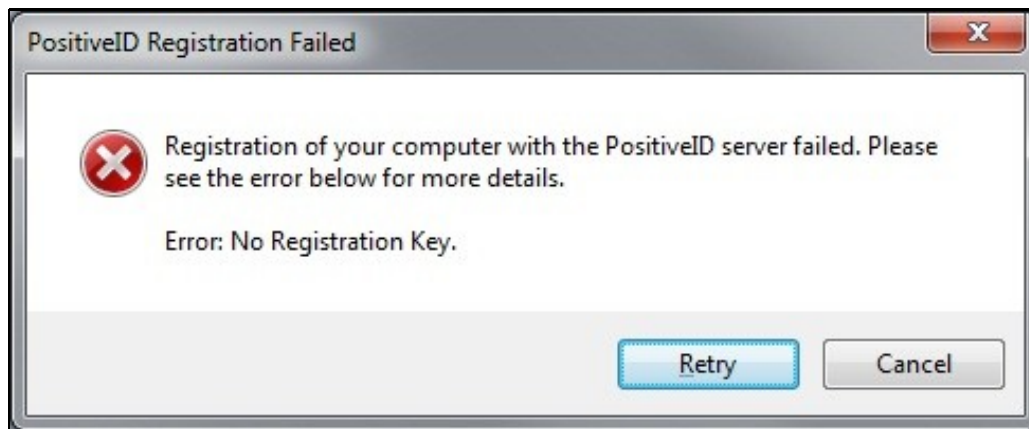 PositiveID Registration Failed
Registration of your computer with the PositiveID server failed. Please
see the error below for more details.
Error: No Registration Key.
Retry
Cancel